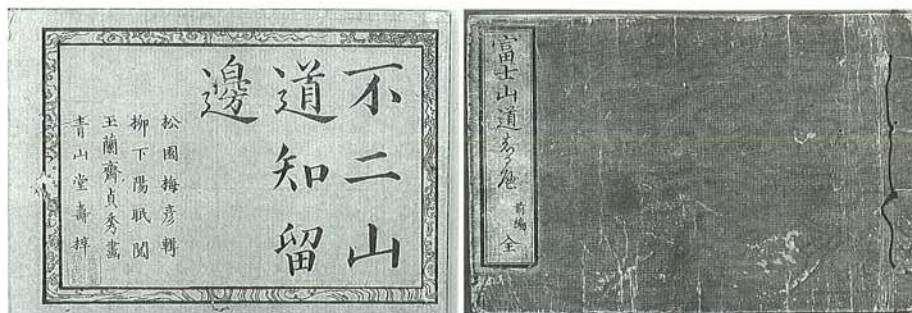 富士山道志るべ
前編
全
不二山
道知留
邊
松園梅彦輯
柳下陽眠閲
玉蘭齋貞秀畫
青山堂壽梓